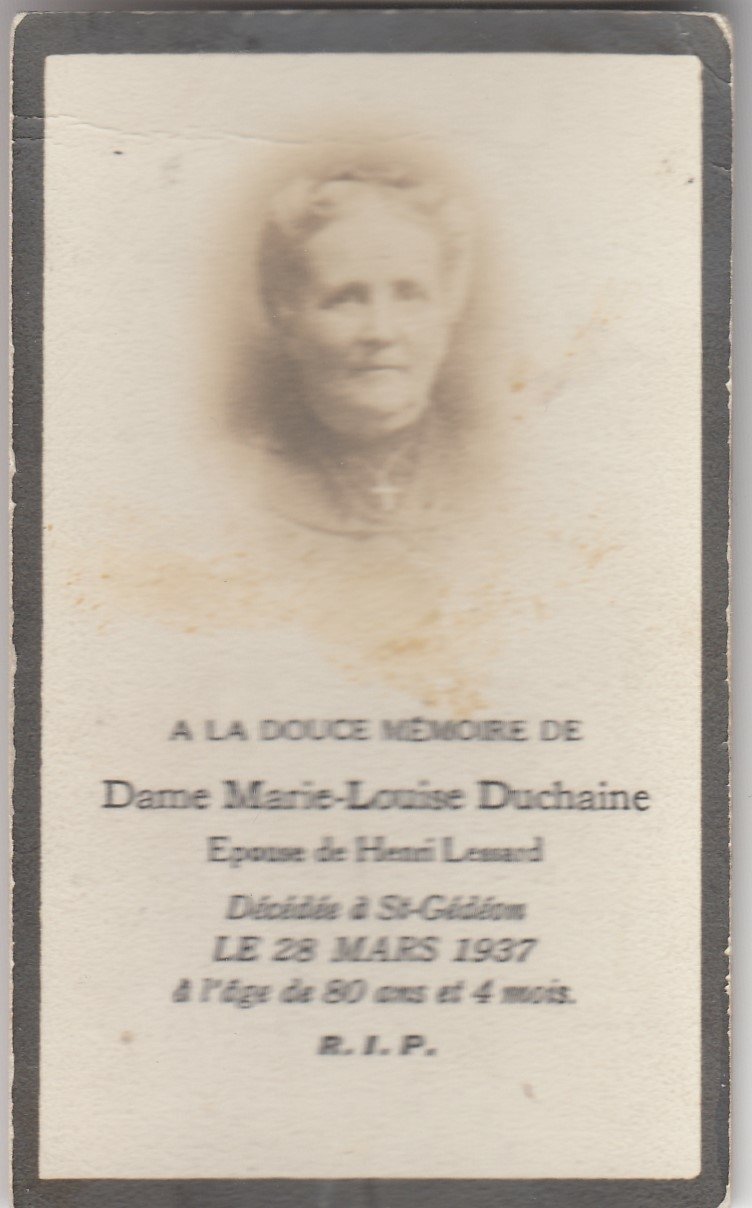 A LA DOUCE MÉMOIRE DE
Dame Marie-Louise Duchaine
Epouse de Henri Lessard
Décédée à St-Gédéon
LE 28 MARS 1937
à l'âge de 80 ans et 4 mois.
R. I. P.